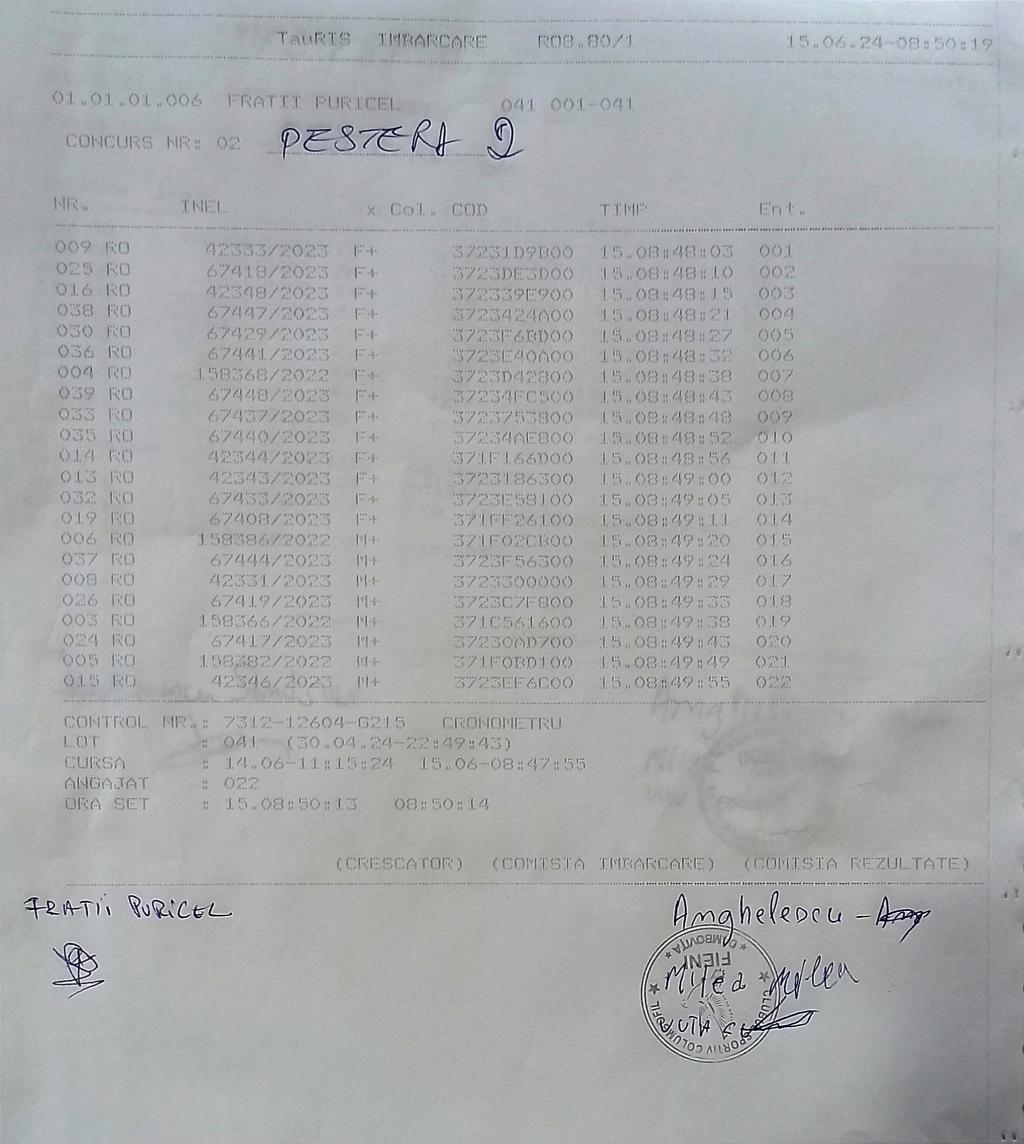 TauRIS IMBARCARE R08.80/1 15.06.24-08:50:19
01.01.01.006 FRATII PURICEL 041 001-041
CONCURS NR: 02 PESTERA 2
NR. INEL x Col. COD TIMP Ent.
009 RO 42333/2023 F+ 37231D9B00 15.08:48:03 001
025 RO 67418/2023 F+ 3723DE3D00 15.08:48:10 002
016 RO 42348/2023 F+ 372339E900 15.08:48:15 003
038 RO 67447/2023 F+ 3723424A00 15.08:48:21 004
030 RO 67429/2023 F+ 3723F6BD00 15.08:48:27 005
036 RO 67441/2023 F+ 3723E40A00 15.08:48:32 006
004 RO 158368/2022 F+ 3723D42800 15.08:48:38 007
039 RO 67448/2023 F+ 37234FC500 15.08:48:43 008
033 RO 67437/2023 F+ 3723753800 15.08:48:48 009
035 RO 67440/2023 F+ 37234AE800 15.08:48:52 010
014 RO 42344/2023 F+ 371F166D00 15.08:48:56 011
013 RO 42343/2023 F+ 3723186300 15.08:49:00 012
032 RO 67433/2023 F+ 3723E58100 15.08:49:05 013
019 RO 67408/2023 F+ 371FF26100 15.08:49:11 014
006 RO 158386/2022 M+ 371F02CB00 15.08:49:20 015
037 RO 67444/2023 M+ 3723F56300 15.08:49:24 016
008 RO 42331/2023 M+ 3723300000 15.08:49:29 017
026 RO 67419/2023 M+ 3723C7F800 15.08:49:33 018
003 RO 158366/2022 M+ 371C561600 15.08:49:38 019
024 RO 67417/2023 M+ 37230AD700 15.08:49:43 020
005 RO 158382/2022 M+ 371F0BD100 15.08:49:49 021
015 RO 42346/2023 M+ 3723EF6C00 15.08:49:55 022
CONTROL NR.: 7312-12604-G215 CRONOMETRU
LOT : 041 (30.04.24-22:49:43)
CURSA : 14.06-11:15:24 15.06-08:47:55
ANGAJAT : 022
ORA SET : 15.08:50:13 08:50:14
(CRESCATOR) (COMISIA IMBARCARE) (COMISIA REZULTATE)
FRATII PURICEL
Anghelescu -
* DAMBOVIȚA *
FIENI
CLUBUL SPORTIV COLUMBOFIL